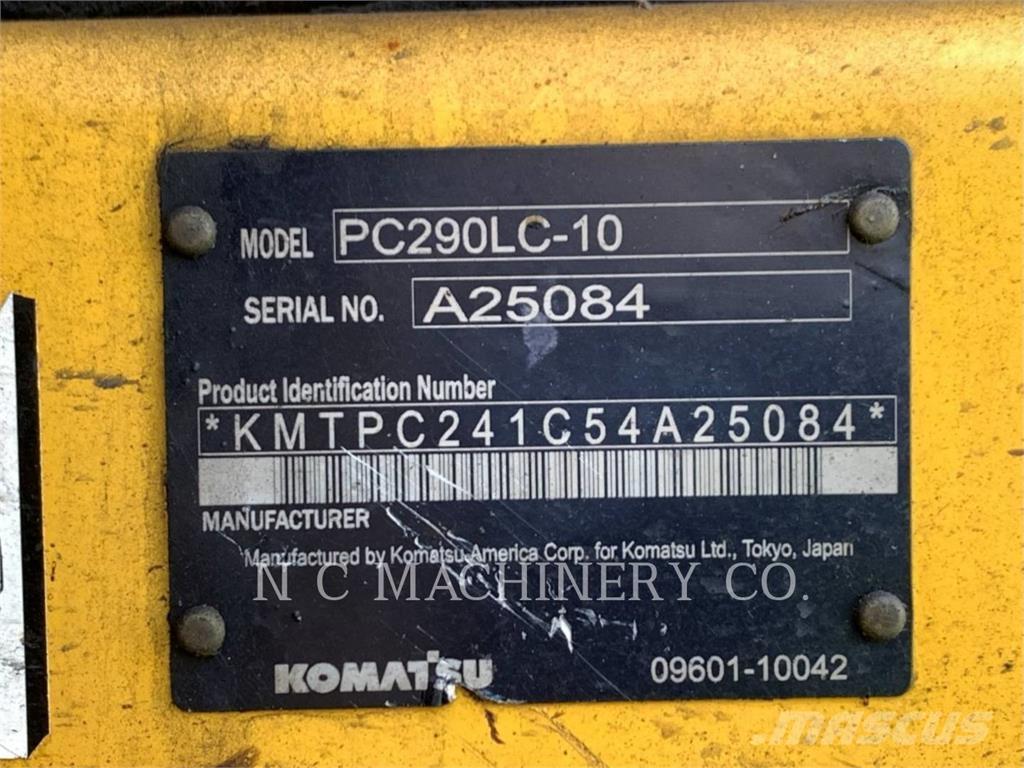 MODEL PC290LC-10
SERIAL NO. A25084
Product Identification Number
*KMTPC241C54A25084*
MANUFACTURER
Manufactured by Komatsu America Corp. for Komatsu Ltd., Tokyo, Japan
N C MACHINERY CO.
KOMATSU 09601-10042
MASCUS